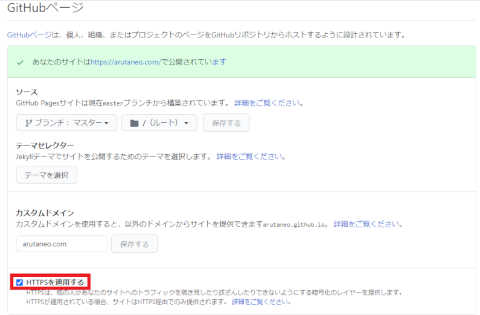 GitHubページ
GitHubページは、個人、組織、またはプロジェクトのページをGitHubリポジトリからホストするように設計されています。
✓ あなたのサイトはhttps://arutaneo.com/で公開されています
ソース
GitHub Pagesサイトは現在masterブランチから構築されています。 詳細をご覧ください。
ブランチ： マスター / （ルート） 保存する
テーマセレクター
Jekyllテーマでサイトを公開するためのテーマを選択します。 詳細をご覧ください。
テーマを選択
カスタムドメイン
カスタムドメインを使用すると、以外のドメインからサイトを提供できますarutaneo.github.io。 詳細をご覧ください。
arutaneo.com 保存する
HTTPSを適用する
HTTPSは、他の人があなたのサイトへのトラフィックを覗き見したり改ざんしたりできないようにする暗号化のレイヤーを提供します。
HTTPSが適用されている場合、サイトはHTTPS経由でのみ提供されます。 詳細をご覧ください。